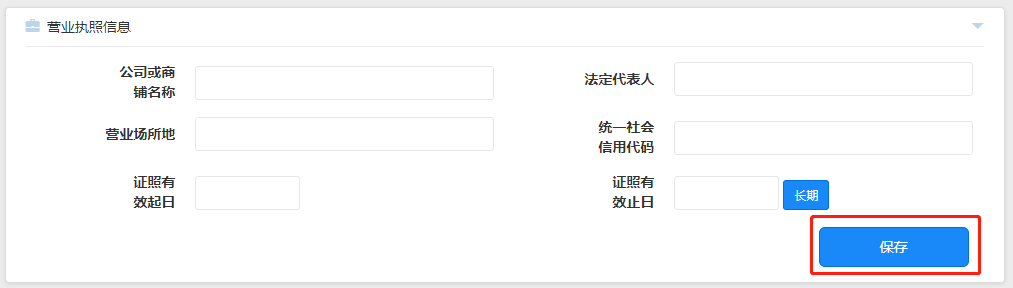 营业执照信息
公司或商
铺名称
法定代表人
营业场所地
统一社会
信用代码
证照有
效起日
证照有
效止日
长期
保存